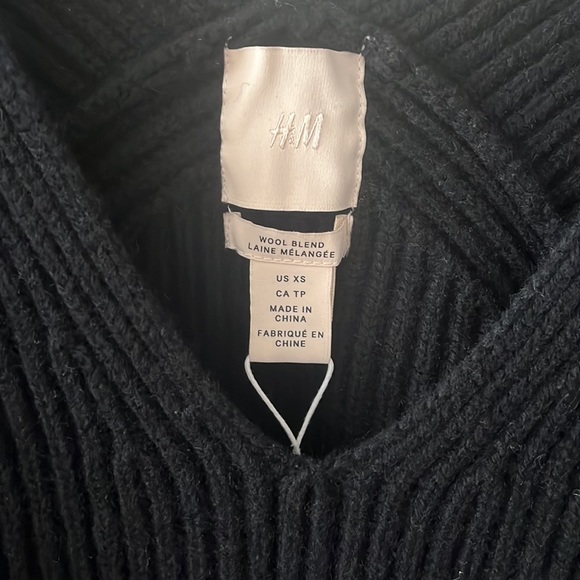 H&M
WOOL BLEND
LAINE MÉLANGÉE
US XS
CA TP
MADE IN
CHINA
FABRIQUÉ EN
CHINE